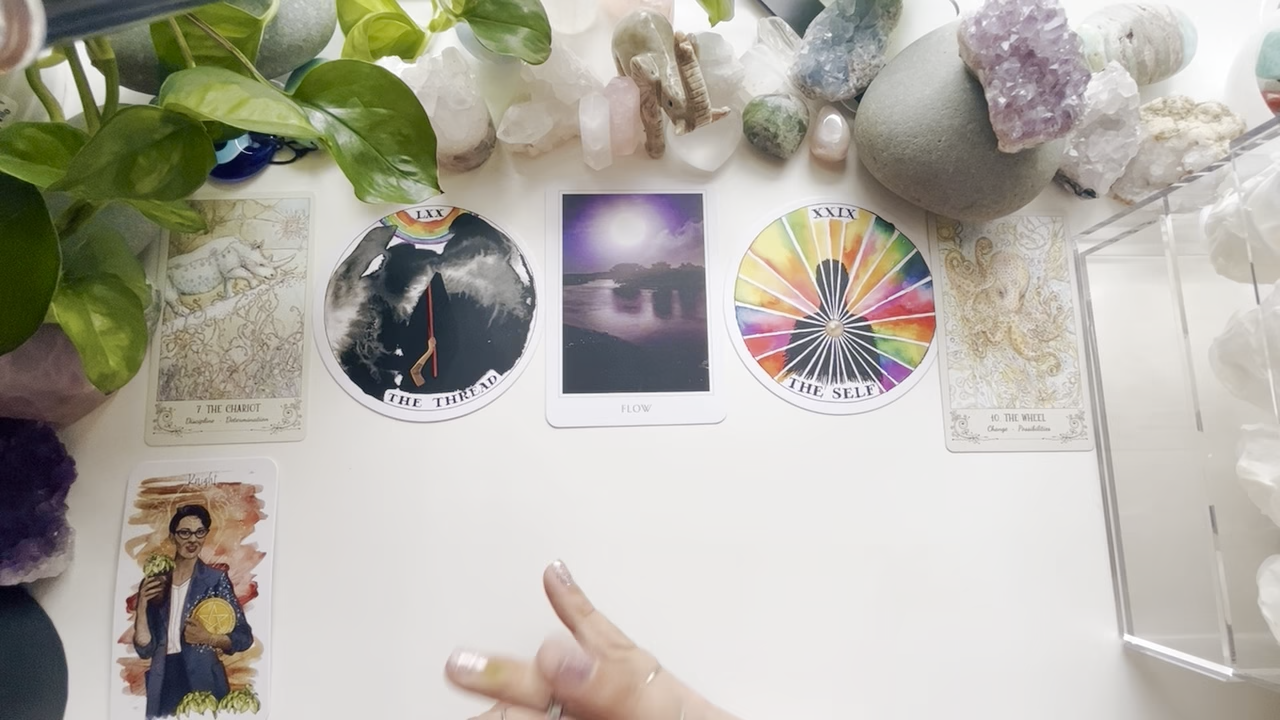 7 THE CHARIOT
Discipline · Determination
LXX
THE THREAD
FLOW
XXIX
THE SELF
10 THE WHEEL
Change · Possibilities
Knight